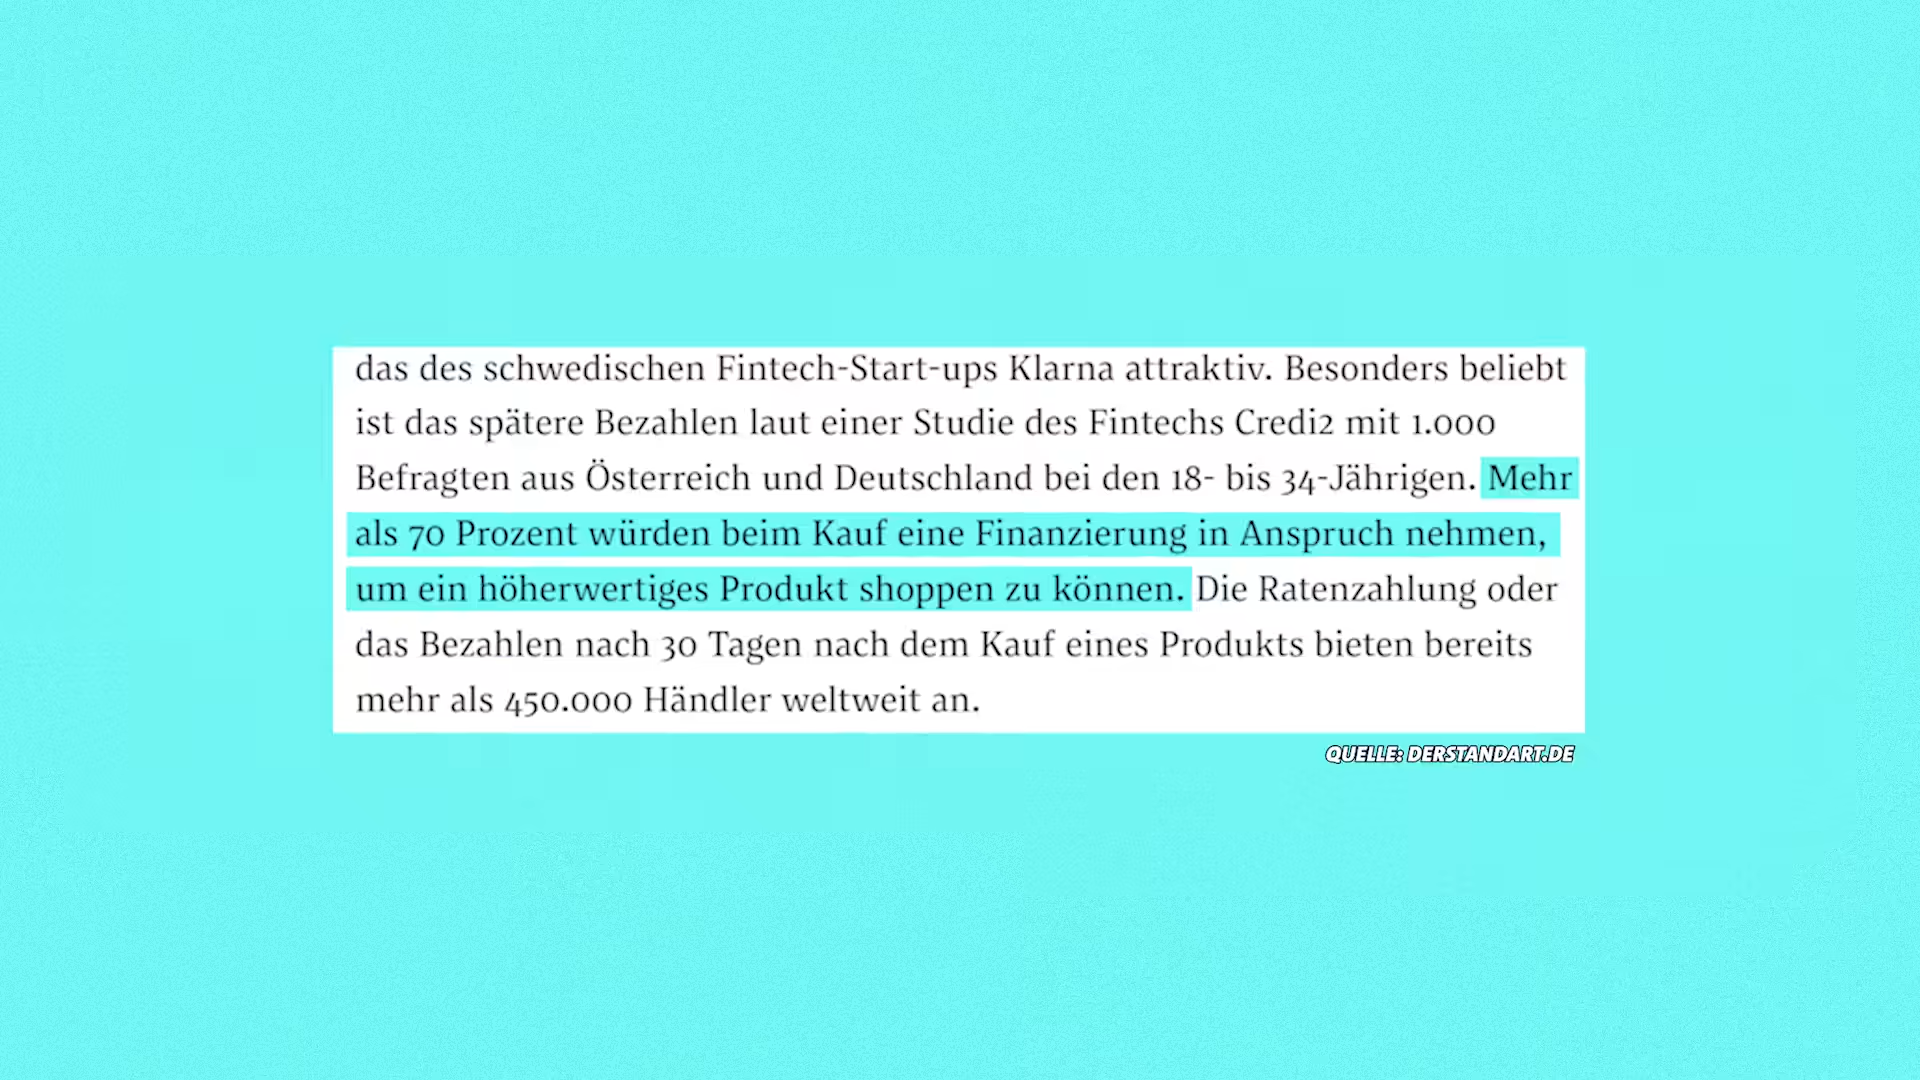 das des schwedischen Fintech-Start-ups Klarna attraktiv. Besonders beliebt
ist das spätere Bezahlen laut einer Studie des Fintechs Credi2 mit 1.000
Befragten aus Österreich und Deutschland bei den 18- bis 34-Jährigen. Mehr
als 70 Prozent würden beim Kauf eine Finanzierung in Anspruch nehmen,
um ein höherwertiges Produkt shoppen zu können. Die Ratenzahlung oder
das Bezahlen nach 30 Tagen nach dem Kauf eines Produkts bieten bereits
mehr als 450.000 Händler weltweit an.
QUELLE: DERSTANDART.DE